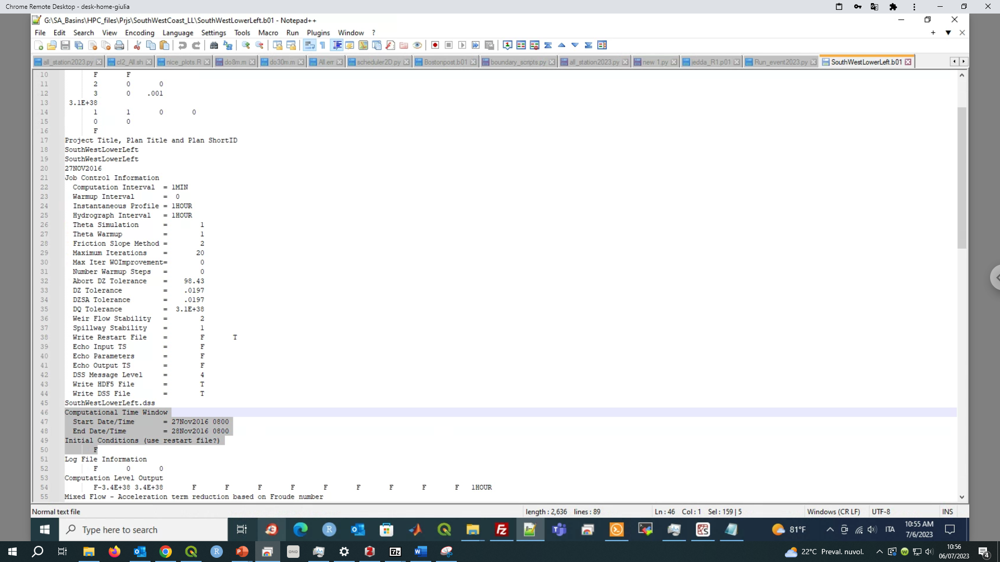 Chrome Remote Desktop - desk-home-giulia
G:\SA_Basins\HPC_files\Prjs\SouthWestCoast_LL\SouthWestLowerLeft.b01 - Notepad++
File Edit Search View Encoding Language Settings Tools Macro Run Plugins Window ?
all_station2023.py cl2_All.sh nice_plots.R do8m.m do30m.m All.err scheduler2D.py Bostonpost.b01 boundary_scripts.py all_station2023.py new 1.py jedda_R1.p01 Run_event2023.py SouthWestLowerLeft.b01
10 F F
11 2 0 0
12 3 0 .001
13 3.1E+38
14 1 1 0 0
15 0 0
16 F
17 Project Title, Plan Title and Plan ShortID
18 SouthWestLowerLeft
19 SouthWestLowerLeft
20 27NOV2016
21 Job Control Information
22 Computation Interval = 1MIN
23 Warmup Interval = 0
24 Instantaneous Profile = 1HOUR
25 Hydrograph Interval = 1HOUR
26 Theta Simulation = 1
27 Theta Warmup = 1
28 Friction Slope Method = 2
29 Maximum Iterations = 20
30 Max Iter WOImprovement= 0
31 Number Warmup Steps = 0
32 Abort DZ Tolerance = 98.43
33 DZ Tolerance = .0197
34 DZSA Tolerance = .0197
35 DQ Tolerance = 3.1E+38
36 Weir Flow Stability = 2
37 Spillway Stability = 1
38 Write Restart File = F T
39 Echo Input TS = F
40 Echo Parameters = F
41 Echo Output TS = F
42 DSS Message Level = 4
43 Write HDF5 File = T
44 Write DSS File = T
45 SouthWestLowerLeft.dss
46 Computational Time Window
47 Start Date/Time = 27Nov2016 0800
48 End Date/Time = 28Nov2016 0800
49 Initial Conditions (use restart file?)
50 F
51 Log File Information
52 F 0 0
53 Computation Level Output
54 F-3.4E+38 3.4E+38 F F F F F F F F F 1HOUR
55 Mixed Flow - Acceleration term reduction based on Froude number
Normal text file length : 2,636 lines : 89 Ln : 46 Col : 1 Sel : 159 | 5 Windows (CR LF) UTF-8 INS
Type here to search 81°F ITA 10:55 AM
7/6/2023
22°C Preval. nuvol. 10:56
06/07/2023 4